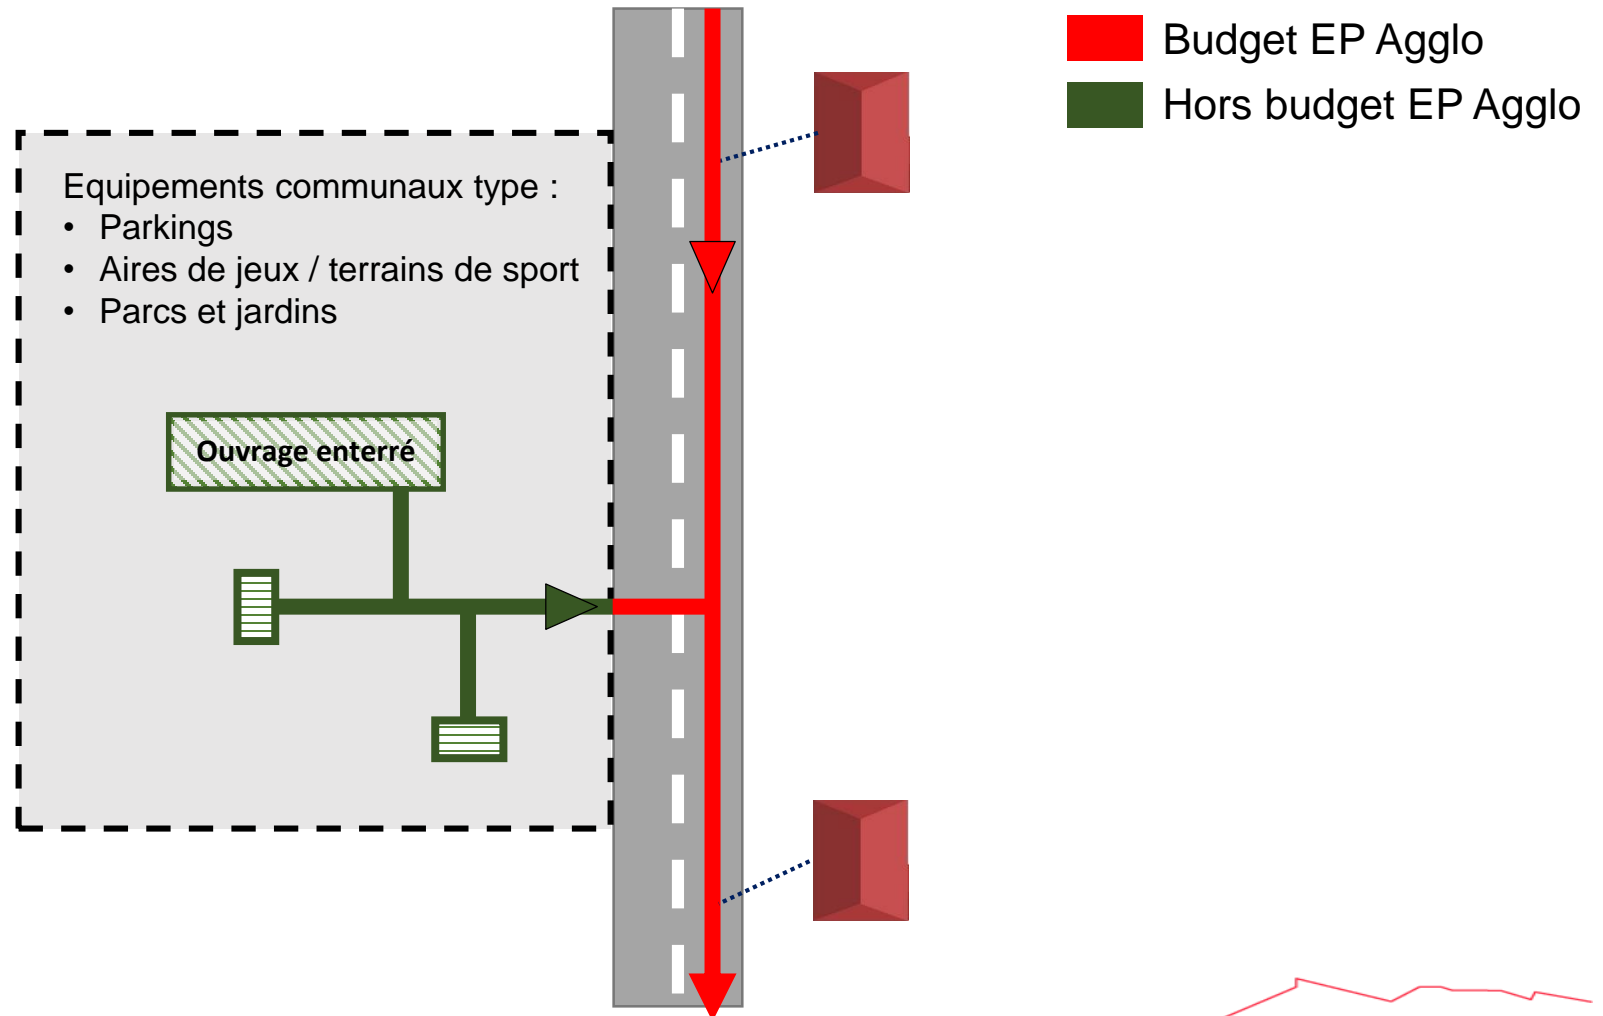 Budget EP Agglo
Hors budget EP Agglo
Equipements communaux type :
• Parkings
• Aires de jeux / terrains de sport
• Parcs et jardins
Ouvrage enterré